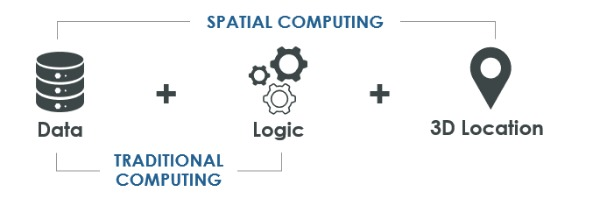 SPATIAL COMPUTING
Data + Logic + 3D Location
TRADITIONAL
COMPUTING